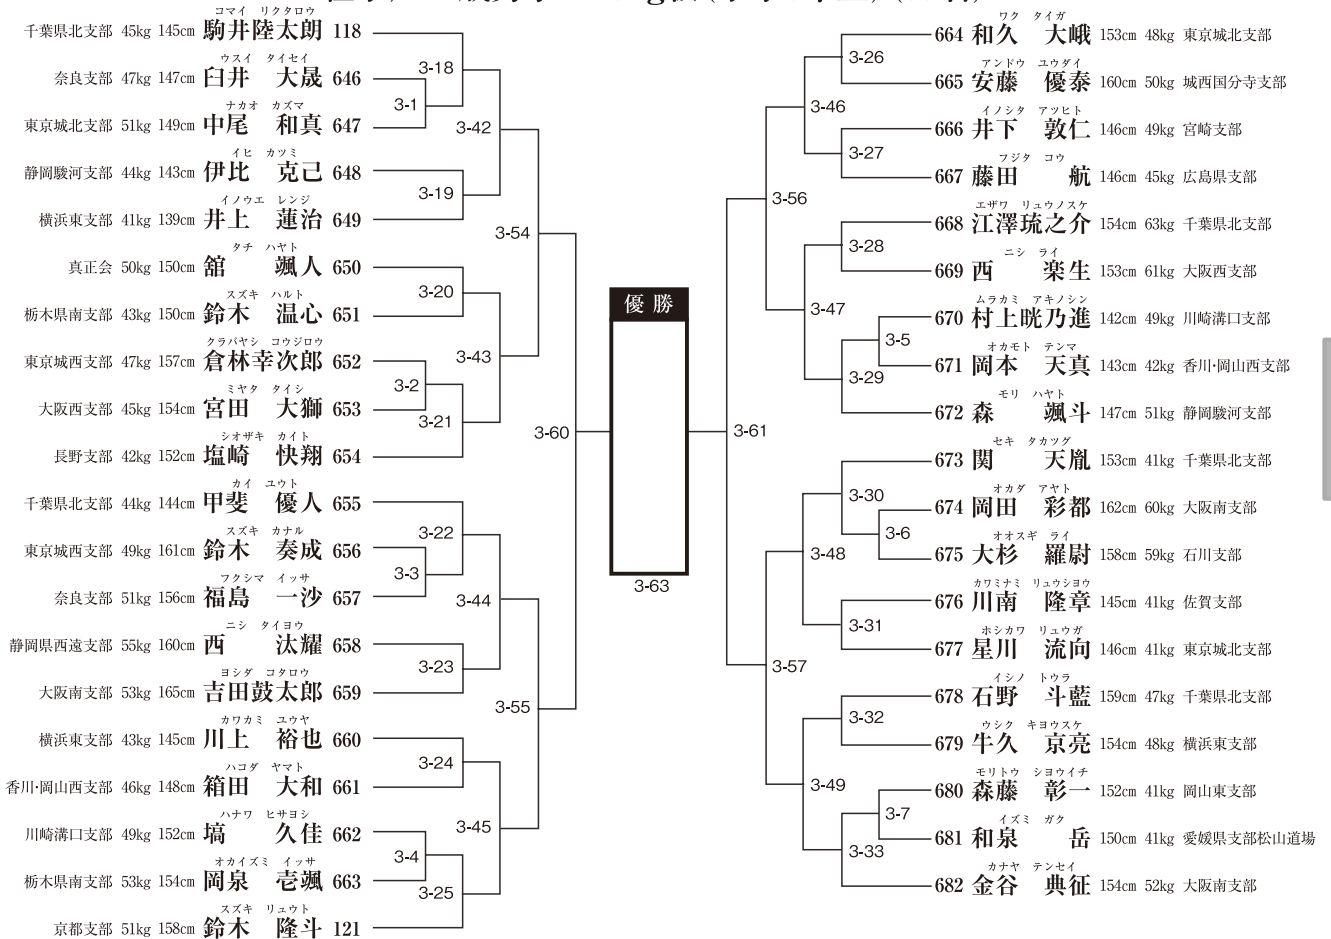 コマイ リクタロウ
千葉県北支部 45kg 145cm 駒井陸太朗 118
ウスイ タイセイ
奈良支部 47kg 147cm 臼井 大晟 646
ナカオ カズマ
東京城北支部 51kg 149cm 中尾 和真 647
イヒ カツミ
静岡駿河支部 44kg 143cm 伊比 克己 648
イノウエ レンジ
横浜東支部 41kg 139cm 井上 蓮治 649
タチ ハヤト
真正会 50kg 150cm 舘 颯人 650
スズキ ハルト
栃木県南支部 43kg 150cm 鈴木 温心 651
クラバヤシ コウジロウ
東京城西支部 47kg 157cm 倉林幸次郎 652
ミヤタ タイシ
大阪西支部 45kg 154cm 宮田 大獅 653
シオザキ カイト
長野支部 42kg 152cm 塩崎 快翔 654
カイ ユウト
千葉県北支部 44kg 144cm 甲斐 優人 655
スズキ カナル
東京城西支部 49kg 161cm 鈴木 奏成 656
フクシマ イッサ
奈良支部 51kg 156cm 福島 一沙 657
ニシ タイヨウ
静岡県西遠支部 55kg 160cm 西 汰耀 658
ヨシダ コタロウ
大阪南支部 53kg 165cm 吉田鼓太郎 659
カワカミ ユウヤ
横浜東支部 43kg 145cm 川上 裕也 660
ハコダ ヤマト
香川・岡山西支部 46kg 148cm 箱田 大和 661
ハナワ ヒサヨシ
川崎溝口支部 49kg 152cm 塙 久佳 662
オカイズミ イッサ
栃木県南支部 53kg 154cm 岡泉 壱颯 663
スズキ リュウト
京都支部 51kg 158cm 鈴木 隆斗 121
3-18
3-1
3-42
3-19
3-54
3-20
3-43
3-2
3-21
3-60
3-22
3-3
3-44
3-23
3-55
3-24
3-45
3-4
3-25
優勝
3-63
3-26
3-46
3-27
3-56
3-28
3-47
3-5
3-29
3-61
3-30
3-6
3-48
3-31
3-57
3-32
3-49
3-7
3-33
ワク タイガ
664 和久 大峨 153cm 48kg 東京城北支部
アンドウ ユウダイ
665 安藤 優泰 160cm 50kg 城西国分寺支部
イノシタ アツヒト
666 井下 敦仁 146cm 49kg 宮崎支部
フジタ コウ
667 藤田 航 146cm 45kg 広島県支部
エザワ リュウノスケ
668 江澤琉之介 154cm 63kg 千葉県北支部
ニシ ライ
669 西 楽生 153cm 61kg 大阪西支部
ムラカミ アキノシン
670 村上晄乃進 142cm 49kg 川崎溝口支部
オカモト テンマ
671 岡本 天真 143cm 42kg 香川・岡山西支部
モリ ハヤト
672 森 颯斗 147cm 51kg 静岡駿河支部
セキ タカツグ
673 関 天胤 153cm 41kg 千葉県北支部
オカダ アヤト
674 岡田 彩都 162cm 60kg 大阪南支部
オオスギ ライ
675 大杉 羅尉 158cm 59kg 石川支部
カワミナミ リュウショウ
676 川南 隆章 145cm 41kg 佐賀支部
ホシカワ リュウガ
677 星川 流向 146cm 41kg 東京城北支部
イシノ トウラ
678 石野 斗藍 159cm 47kg 千葉県北支部
ウシク キョウスケ
679 牛久 京亮 154cm 48kg 横浜東支部
モリトウ ショウイチ
680 森藤 彰一 152cm 41kg 岡山東支部
イズミ ガク
681 和泉 岳 150cm 41kg 愛媛県支部松山道場
カナヤ テンセイ
682 金谷 典征 154cm 52kg 大阪南支部